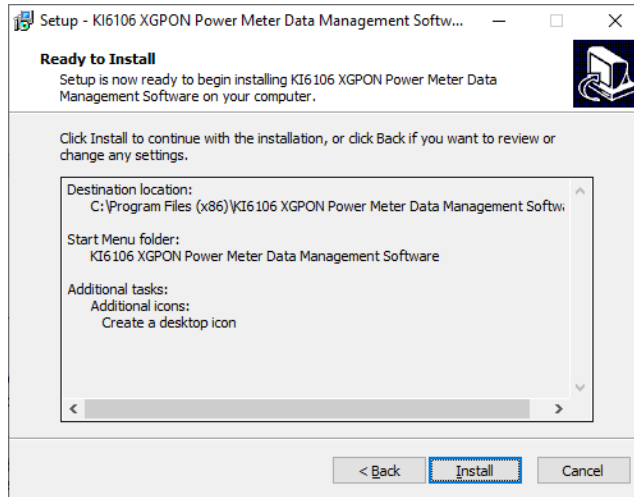 Setup - KI6106 XGPON Power Meter Data Management Softw...
Ready to Install
Setup is now ready to begin installing KI6106 XGPON Power Meter Data
Management Software on your computer.
Click Install to continue with the installation, or click Back if you want to review or
change any settings.
Destination location:
C:\Program Files (x86)\KI6106 XGPON Power Meter Data Management Softwa
Start Menu folder:
KI6106 XGPON Power Meter Data Management Software
Additional tasks:
Additional icons:
Create a desktop icon
< Back
Install
Cancel